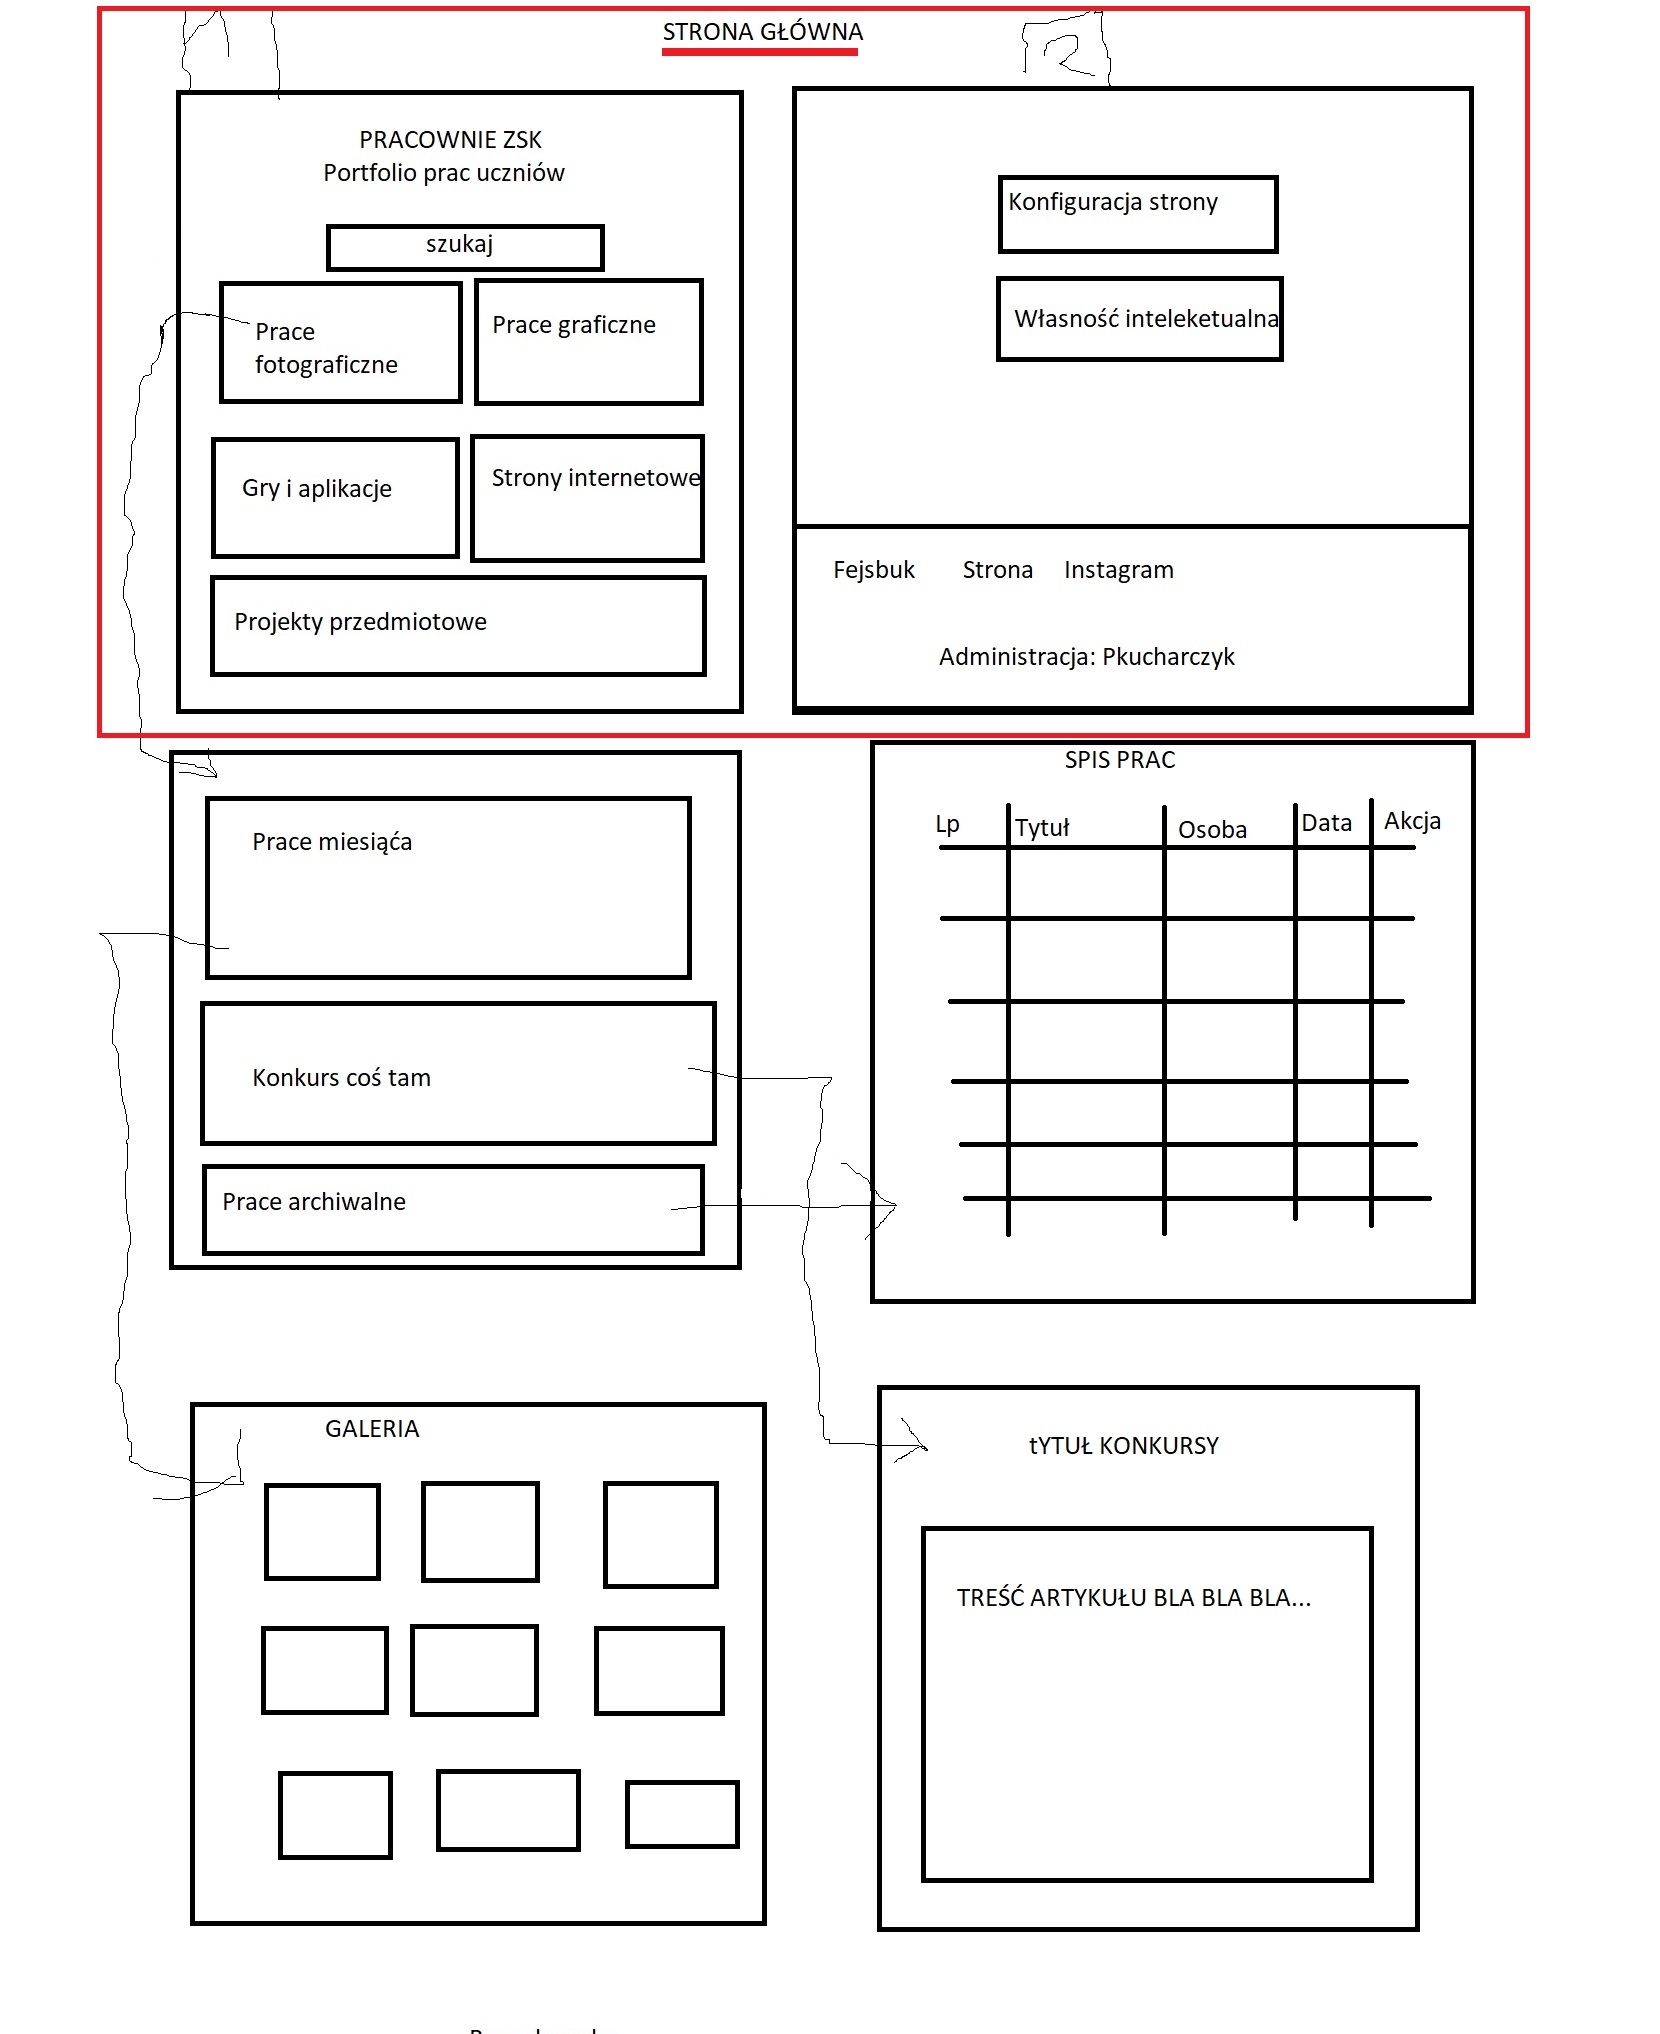 STRONA GŁÓWNA
PRACOWNIE ZSK
Portfolio prac uczniów
szukaj
Prace
fotograficzne
Prace graficzne
Gry i aplikacje
Strony internetowe
Projekty przedmiotowe
Konfiguracja strony
Własność inteleketualna
Fejsbuk Strona Instagram
Administracja: Pkucharczyk
Prace miesiąća
Konkurs coś tam
Prace archiwalne
SPIS PRAC
Lp Tytuł Osoba Data Akcja
GALERIA
tYTUŁ KONKURSY
TREŚĆ ARTYKUŁU BLA BLA BLA...